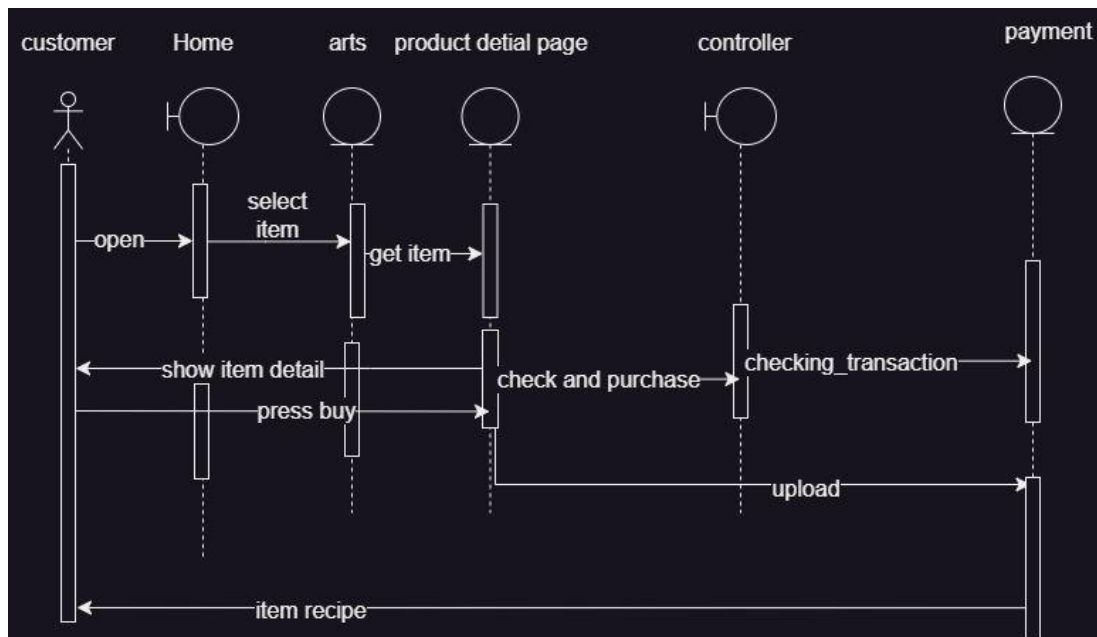 customer
Home
arts
product detial page
controller
payment
select
item
open
get item
show item detail
check and purchase
checking_transaction
press buy
upload
item recipe